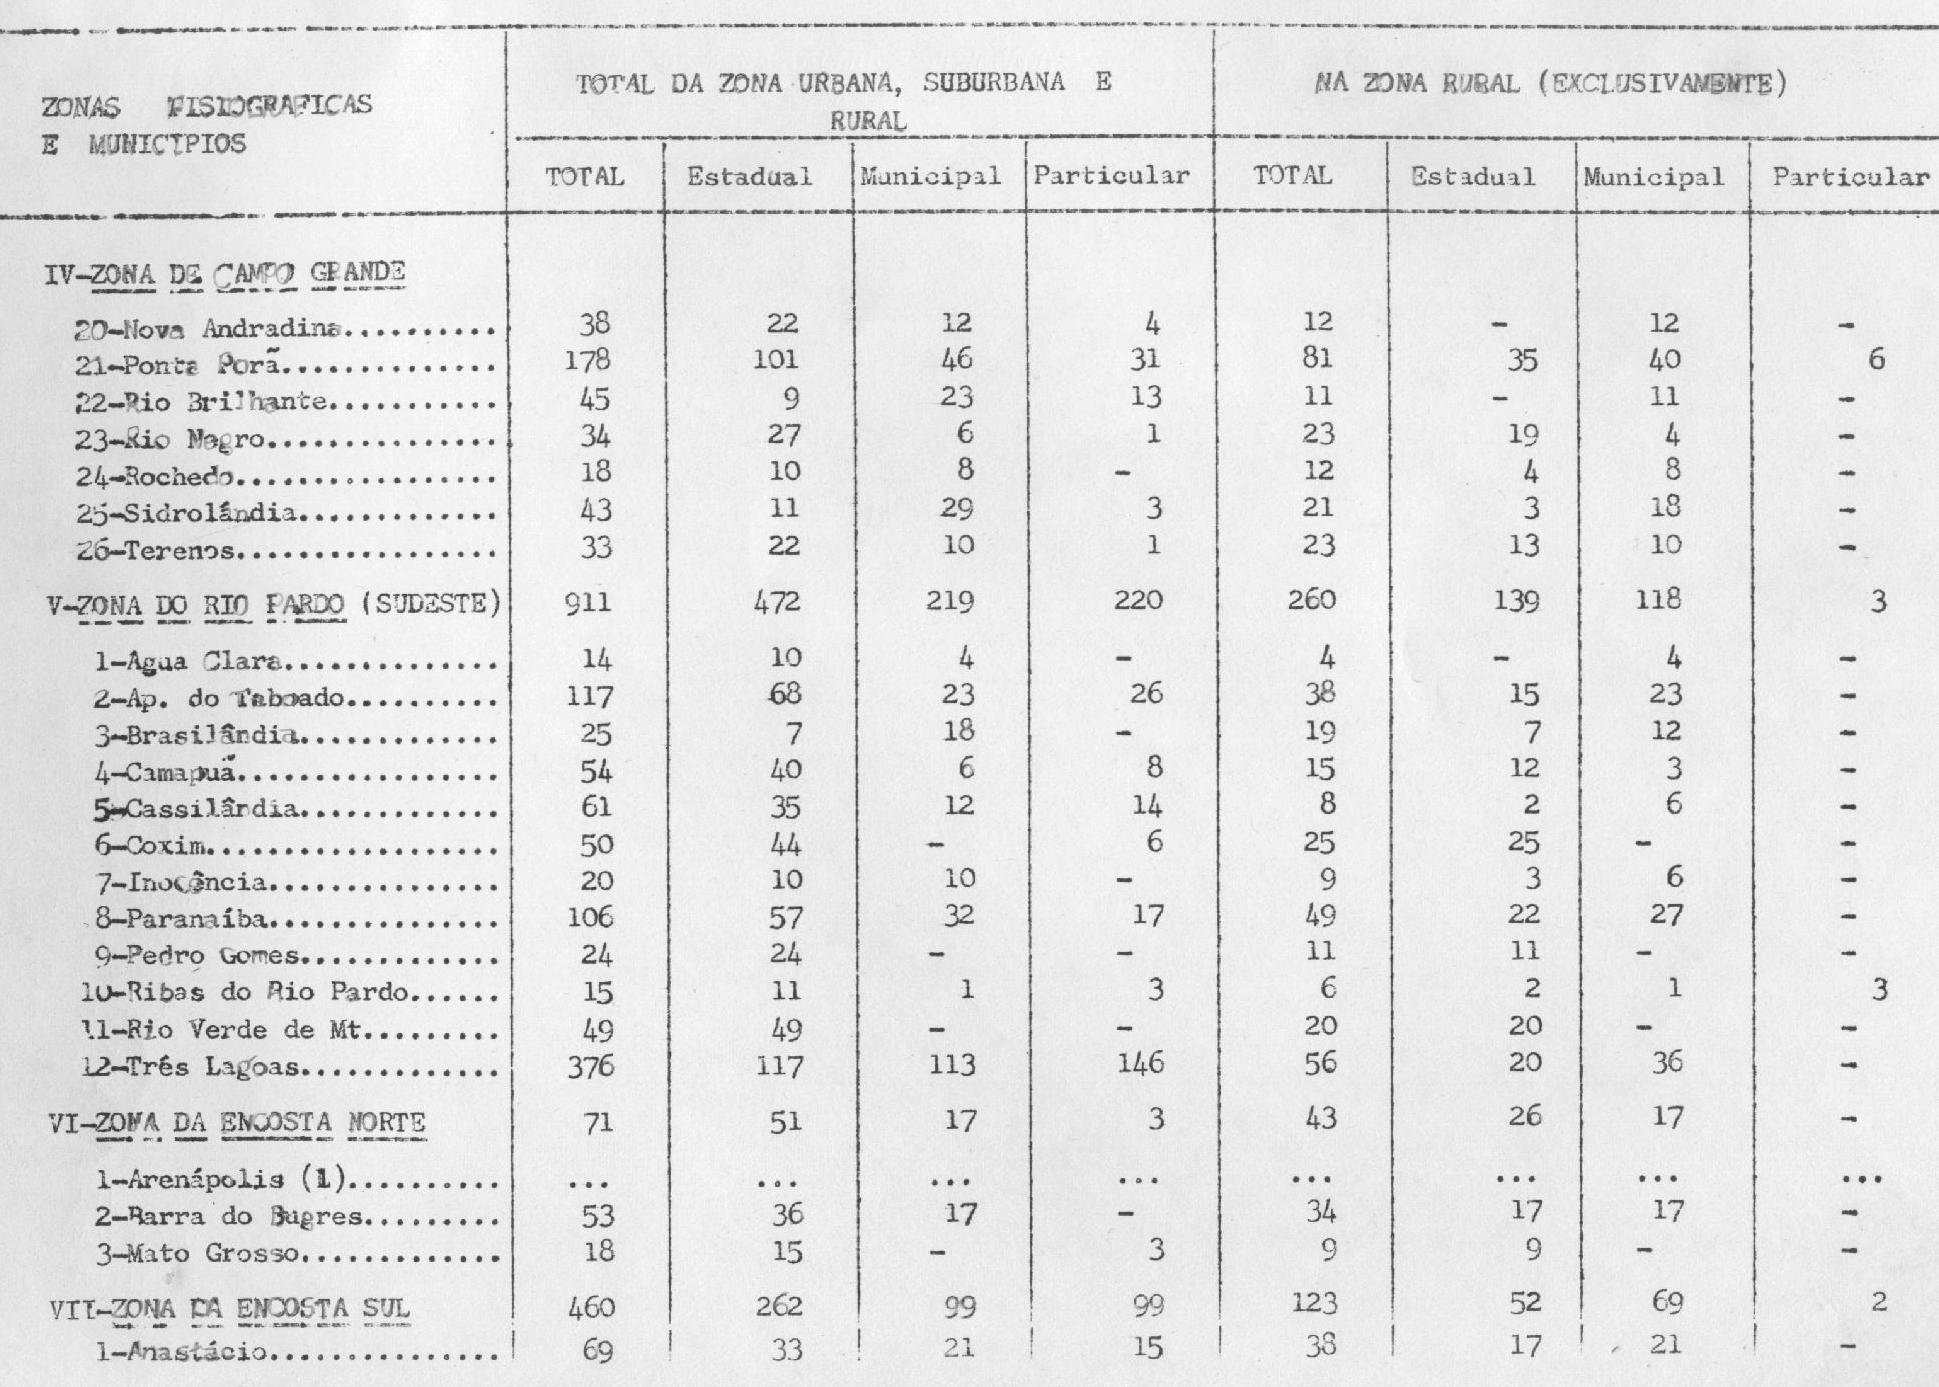 ZONAS FISIOGRAFICAS
E MUNICIPIOS
TOTAL DA ZONA URBANA, SUBURBANA E
RURAL
NA ZONA RURAL (EXCLUSIVAMENTE)
TOTAL Estadual Municipal Particular TOTAL Estadual Municipal Particular
IV-ZONA DE CAMPO GRANDE
20-Nova Andradina.......... 38 22 12 4 12 - 12 -
21-Ponta Porã.............. 178 101 46 31 81 35 40 6
22-Rio Brilhante........... 45 9 23 13 11 - 11 -
23-Rio Negro............... 34 27 6 1 23 19 4 -
24-Rochedo................. 18 10 8 - 12 4 8 -
25-Sidrolândia............. 43 11 29 3 21 3 18 -
26-Terenos................. 33 22 10 1 23 13 10 -
V-ZONA DO RIO PARDO (SUDESTE) 911 472 219 220 260 139 118 3
1-Agua Clara.............. 14 10 4 - 4 - 4 -
2-Ap. do Taboado.......... 117 68 23 26 38 15 23 -
3-Brasilândia............. 25 7 18 - 19 7 12 -
4-Camapuã................. 54 40 6 8 15 12 3 -
5-Cassilândia............. 61 35 12 14 8 2 6 -
6-Coxim................... 50 44 - 6 25 25 - -
7-Inocência............... 20 10 10 - 9 3 6 -
8-Paranaíba............... 106 57 32 17 49 22 27 -
9-Pedro Gomes............. 24 24 - - 11 11 - -
10-Ribas do Rio Pardo...... 15 11 1 3 6 2 1 3
11-Rio Verde de Mt......... 49 49 - - 20 20 - -
12-Três Lagoas............. 376 117 113 146 56 20 36 -
VI-ZONA DA ENCOSTA NORTE 71 51 17 3 43 26 17 -
1-Arenápolis (1).......... ... ... ... ... ... ... ... ...
2-Barra do Bugres......... 53 36 17 - 34 17 17 -
3-Mato Grosso............. 18 15 - 3 9 9 - -
VII-ZONA DA ENCOSTA SUL 460 262 99 99 123 52 69 2
1-Anastácio............... 69 33 21 15 38 17 21 -